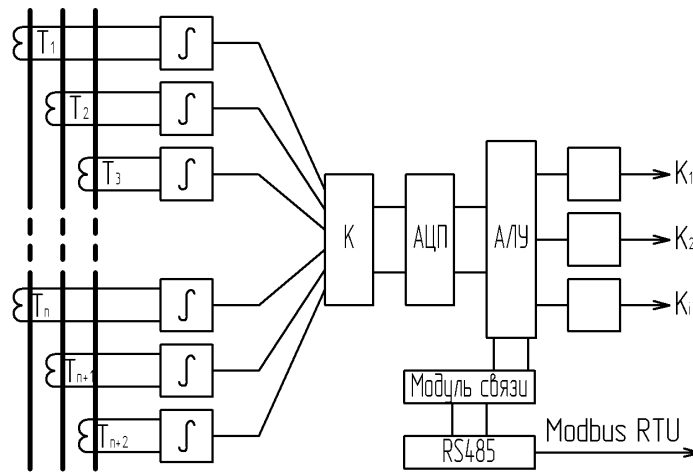 T₁ ∫
T₂ ∫
T₃ ∫
К АЦП АЛУ
K₁
K₂
Kᵢ
Tₙ ∫
Tₙ₊₁ ∫
Tₙ₊₂ ∫
Модуль связи
RS485
Modbus RTU